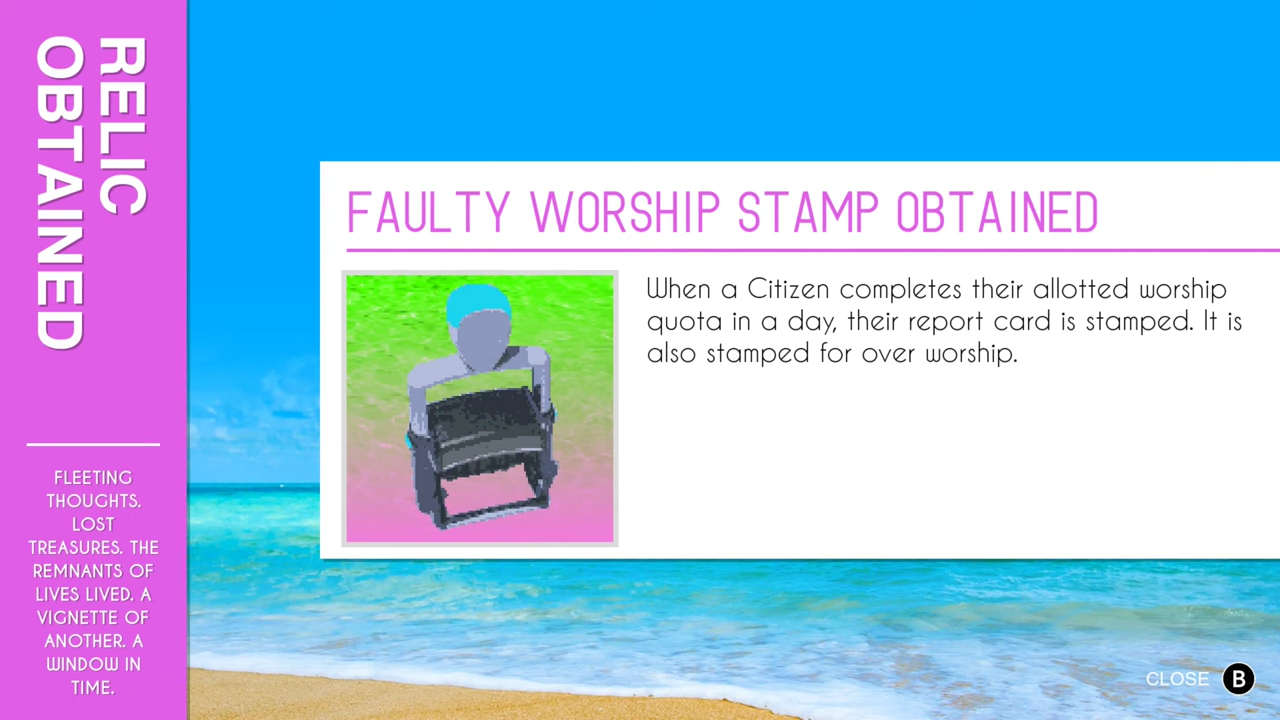 RELIC
OBTAINED
FLEETING
THOUGHTS.
LOST
TREASURES. THE
REMNANTS OF
LIVES LIVED. A
VIGNETTE OF
ANOTHER. A
WINDOW IN
TIME.
FAULTY WORSHIP STAMP OBTAINED
When a Citizen completes their allotted worship
quota in a day, their report card is stamped. It is
also stamped for over worship.
CLOSE B